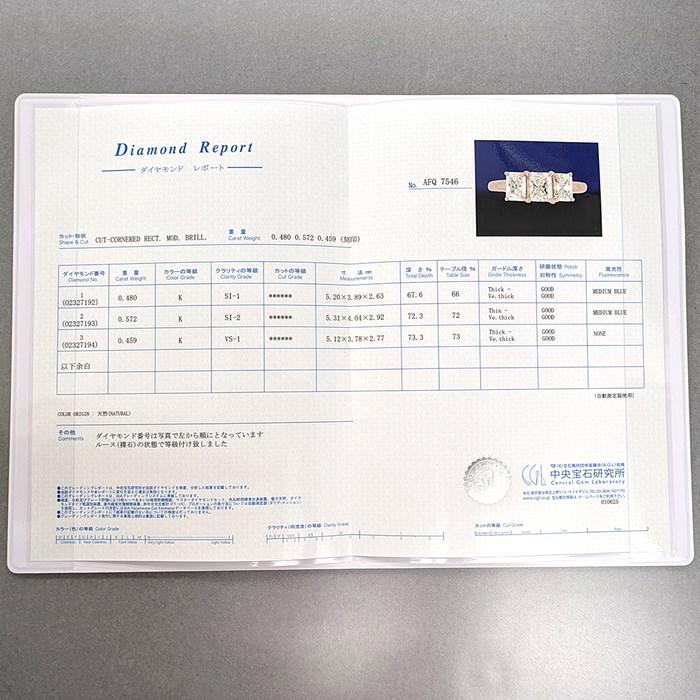 Diamond Report
ダイヤモンド レポート
No. AFQ 7546
カット・形状
Shape & Cut
CUT-CORNERED RECT. MOD. BRILL.
重量
Carat Weight
0.480 0.572 0.459 (刻印)
ダイヤモンド番号 重量 カラーの等級 クラリティの等級 カットの等級 寸法 mm 深さ % テーブル径 % ガードル厚さ 研磨状態 Polish 蛍光性
Diamond No. Carat Weight Color Grade Clarity Grade Cut Grade Measurements Total Depth Table Size Girdle Thickness 対称性 Symmetry Fluorescence
1 (02327192) 0.480 K SI-1 ****** 5.20×3.89×2.63 67.6 66 Thick - Ve.thick GOOD GOOD MEDIUM BLUE
2 (02327193) 0.572 K SI-2 ****** 5.31×4.04×2.92 72.3 72 Thin - Ve.thick GOOD GOOD MEDIUM BLUE
3 (02327194) 0.459 K VS-1 ****** 5.12×3.78×2.77 73.3 73 Thick - Ve.thick GOOD GOOD NONE
以下余白
(自動測定器使用)
COLOR ORIGIN : 天然(NATURAL)
その他
Comments
ダイヤモンド番号は写真で左から順にとなっています
ルース(裸石)の状態で等級付け致しました
CGL
中央宝石研究所
Central Gem Laboratory
010625
カラー(色)の等級 Color Grade
クラリティ(明澄度)の等級 Clarity Grade
カットの等級 Cut Grade